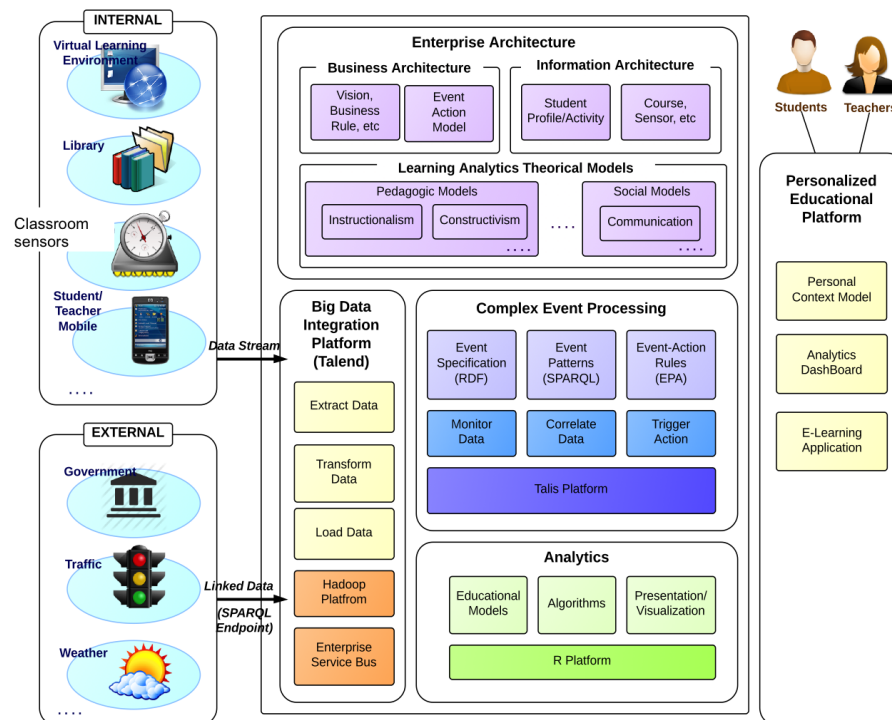 INTERNAL
Virtual Learning
Environment
Library
Classroom
sensors
Student/
Teacher
Mobile
....
Data Stream
EXTERNAL
Government
Traffic
Linked Data
(SPARQL
Endpoint)
Weather
....
Enterprise Architecture
Business Architecture
Vision,
Business
Rule, etc
Event
Action
Model
Information Architecture
Student
Profile/Activity
Course,
Sensor, etc
Learning Analytics Theorical Models
Pedagogic Models
Instructionalism
Constructivism
....
....
Social Models
Communication
....
Big Data
Integration
Platform
(Talend)
Extract Data
Transform
Data
Load Data
Hadoop
Platfrom
Enterprise
Service Bus
Complex Event Processing
Event
Specification
(RDF)
Event
Patterns
(SPARQL)
Event-Action
Rules
(EPA)
Monitor
Data
Correlate
Data
Trigger
Action
Talis Platform
Analytics
Educational
Models
Algorithms
Presentation/
Visualization
R Platform
Students
Teachers
Personalized
Educational
Platform
Personal
Context Model
Analytics
DashBoard
E-Learning
Application